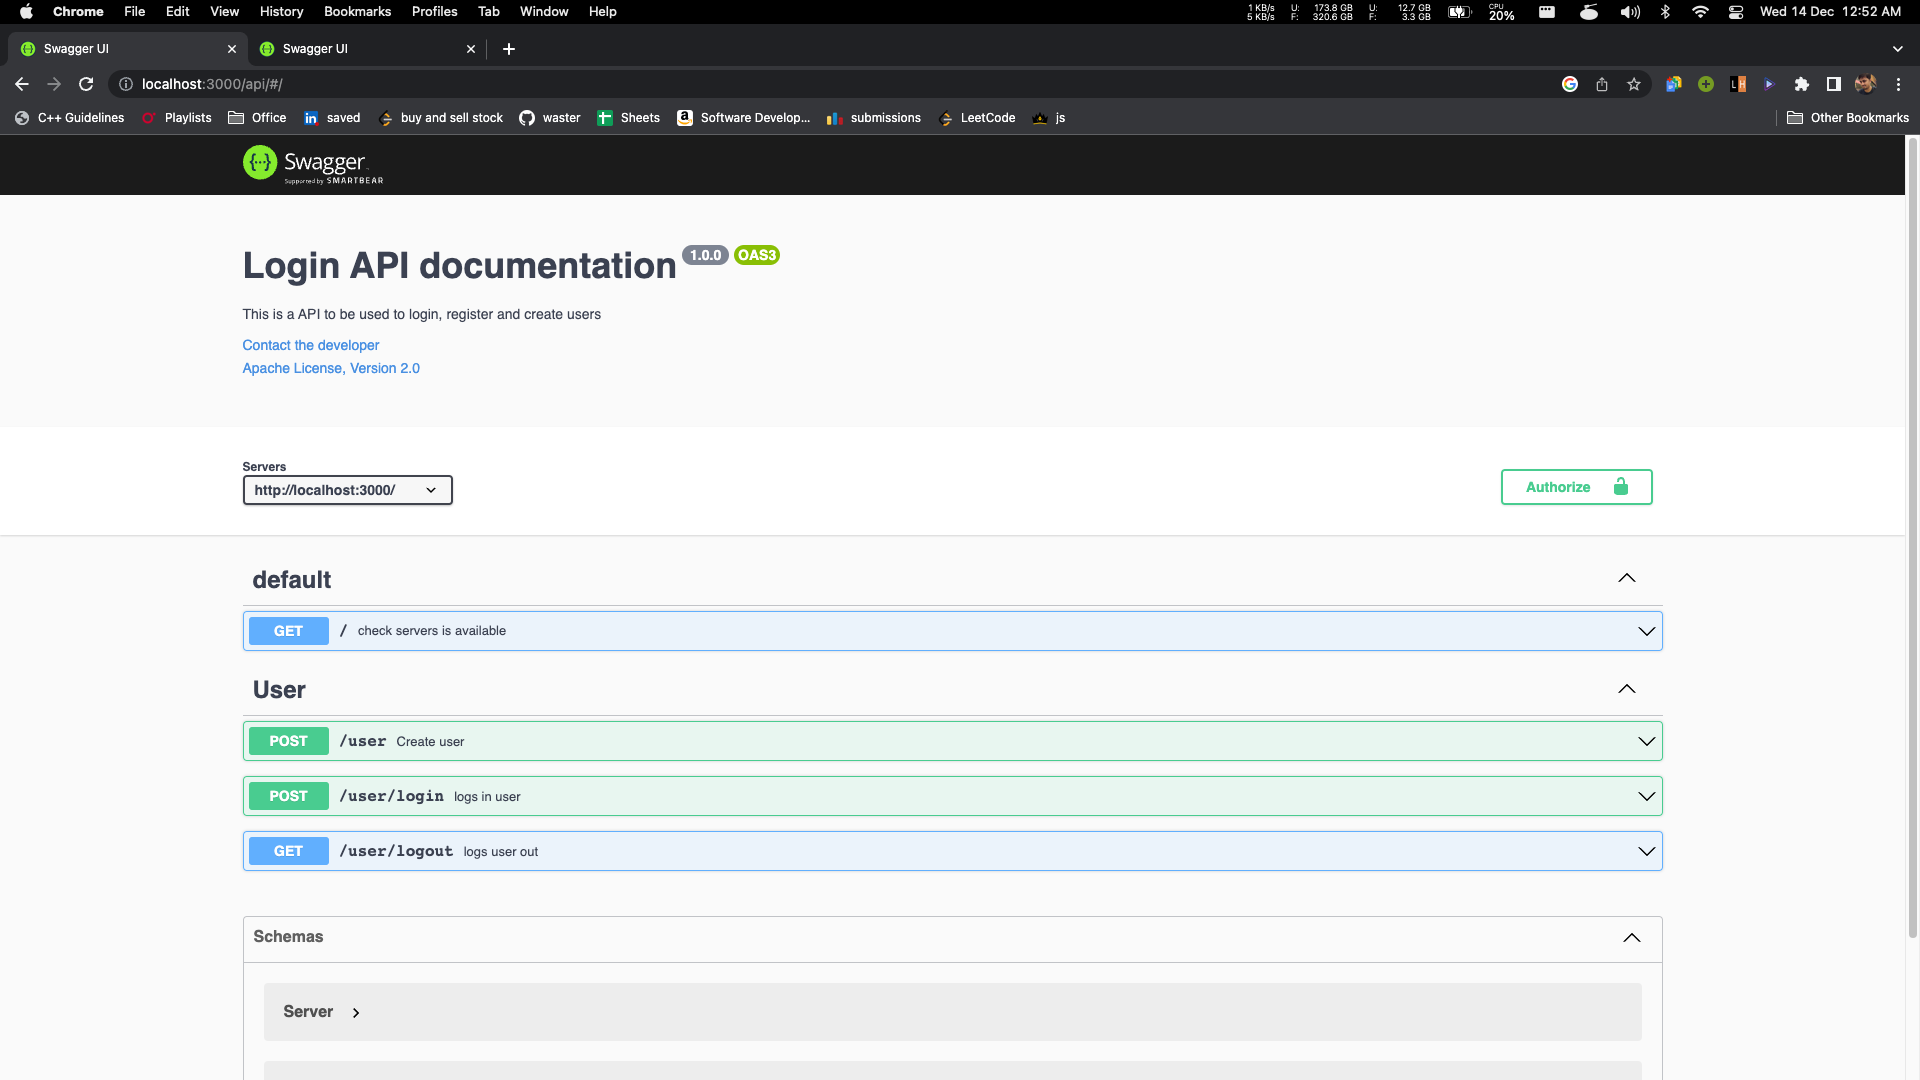 Chrome File Edit View History Bookmarks Profiles Tab Window Help
1 KB/s U: 173.8 GB U: 12.7 GB CPU
5 KB/s F: 320.6 GB F: 3.3 GB 20%
Wed 14 Dec 12:52 AM
Swagger UI Swagger UI
localhost:3000/api/#/
C++ Guidelines Playlists Office saved buy and sell stock waster Sheets Software Develop... submissions LeetCode js Other Bookmarks
Swagger
Supported by SMARTBEAR
Login API documentation 1.0.0 OAS3
This is a API to be used to login, register and create users
Contact the developer
Apache License, Version 2.0
Servers
http://localhost:3000/
Authorize
default
GET / check servers is available
User
POST /user Create user
POST /user/login logs in user
GET /user/logout logs user out
Schemas
Server